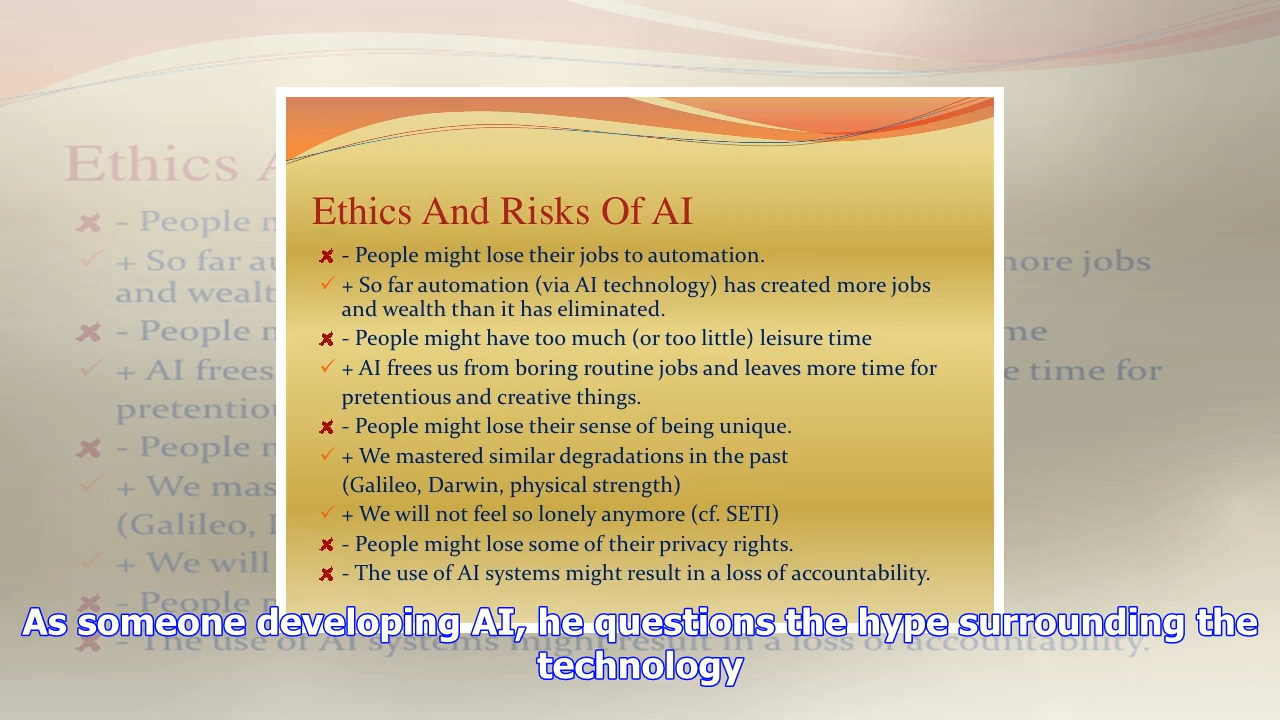 Ethics And Risks Of AI
- People might lose their jobs to automation.
+ So far automation (via AI technology) has created more jobs
and wealth than it has eliminated.
- People might have too much (or too little) leisure time
+ AI frees us from boring routine jobs and leaves more time for
pretentious and creative things.
- People might lose their sense of being unique.
+ We mastered similar degradations in the past
(Galileo, Darwin, physical strength)
+ We will not feel so lonely anymore (cf. SETI)
- People might lose some of their privacy rights.
- The use of AI systems might result in a loss of accountability.
As someone developing AI, he questions the hype surrounding the
technology